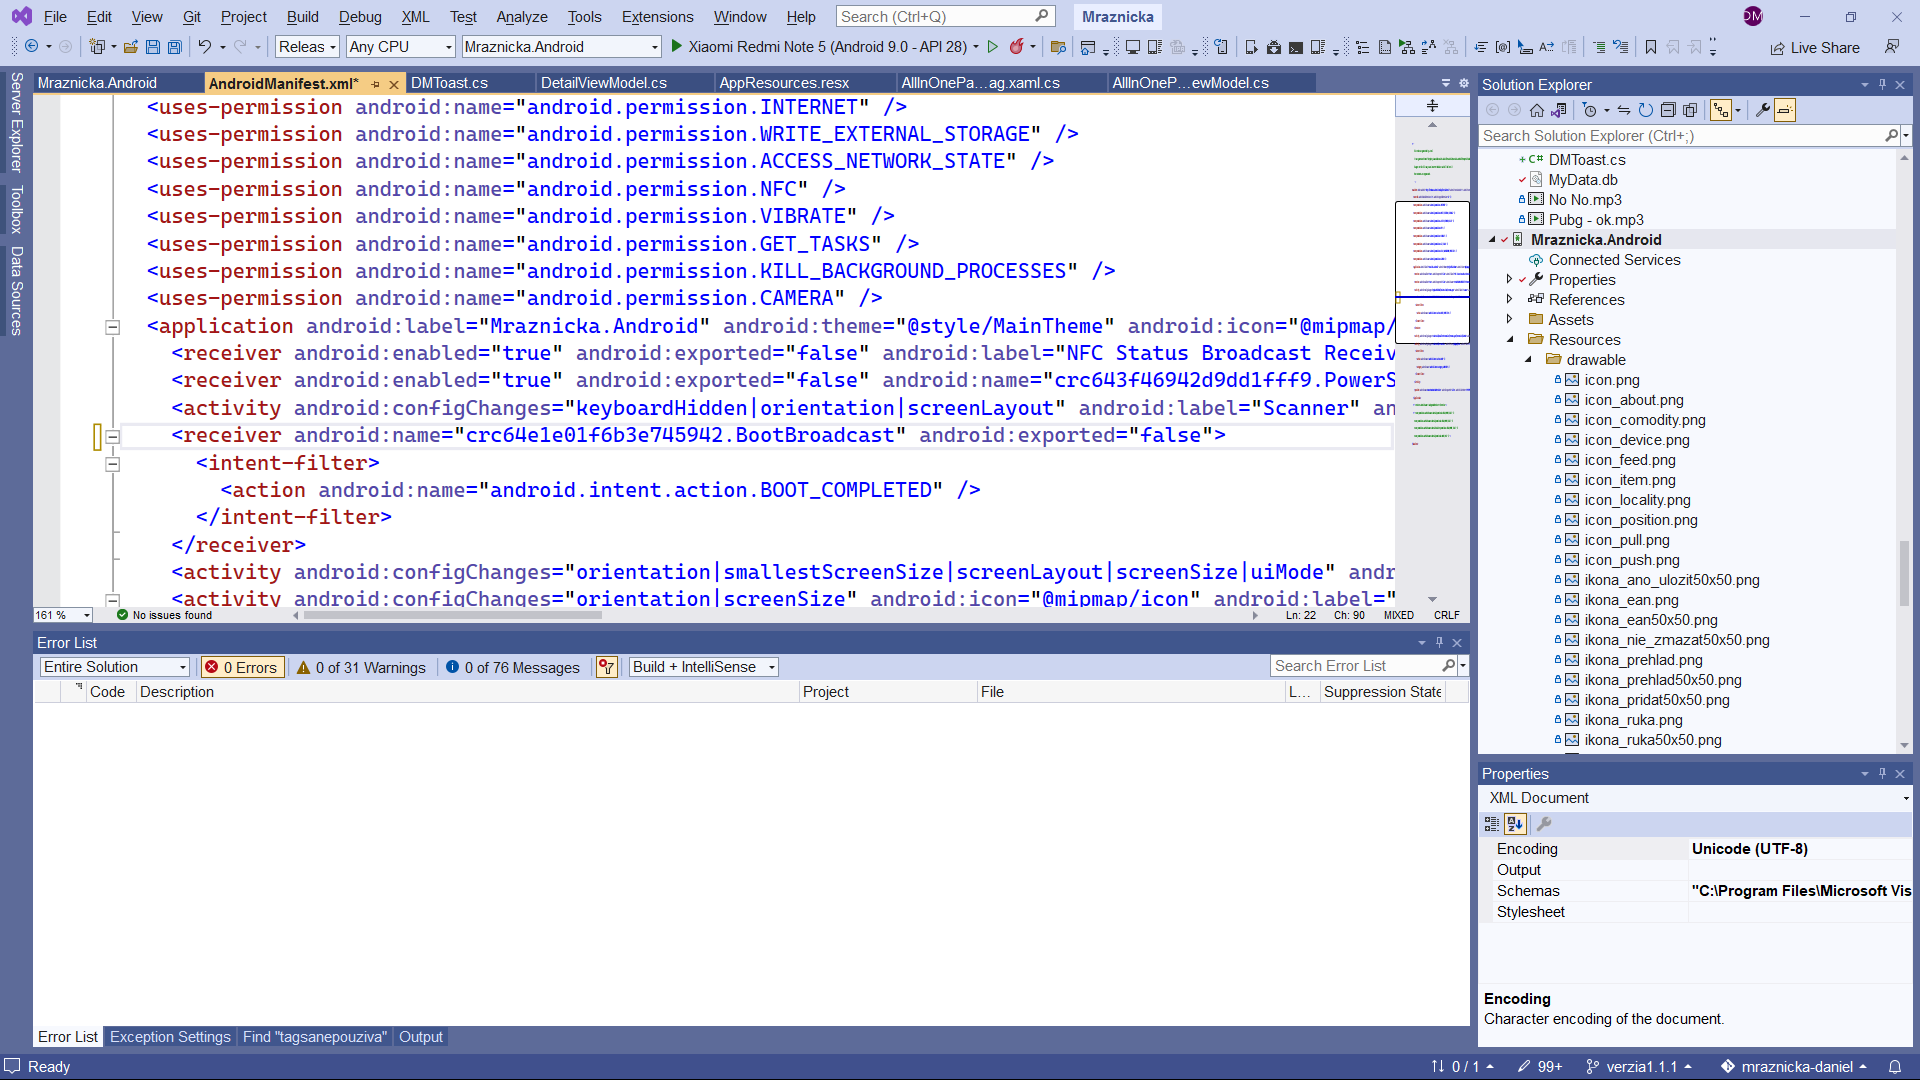 File Edit View Git Project Build Debug XML Test Analyze Tools Extensions Window Help Search (Ctrl+Q) Mraznicka DM
Releas Any CPU Mraznicka.Android Xiaomi Redmi Note 5 (Android 9.0 - API 28) Live Share
Server Explorer
Toolbox
Data Sources
Mraznicka.Android AndroidManifest.xml* DMToast.cs DetailViewModel.cs AppResources.resx AllInOnePa...ag.xaml.cs AllInOneP...ewModel.cs
<uses-permission android:name="android.permission.INTERNET" />
<uses-permission android:name="android.permission.WRITE_EXTERNAL_STORAGE" />
<uses-permission android:name="android.permission.ACCESS_NETWORK_STATE" />
<uses-permission android:name="android.permission.NFC" />
<uses-permission android:name="android.permission.VIBRATE" />
<uses-permission android:name="android.permission.GET_TASKS" />
<uses-permission android:name="android.permission.KILL_BACKGROUND_PROCESSES" />
<uses-permission android:name="android.permission.CAMERA" />
<application android:label="Mraznicka.Android" android:theme="@style/MainTheme" android:icon="@mipmap/
<receiver android:enabled="true" android:exported="false" android:label="NFC Status Broadcast Receiv
<receiver android:enabled="true" android:exported="false" android:name="crc643f46942d9dd1fff9.PowerS
<activity android:configChanges="keyboardHidden|orientation|screenLayout" android:label="Scanner" an
<receiver android:name="crc64e1e01f6b3e745942.BootBroadcast" android:exported="false">
<intent-filter>
<action android:name="android.intent.action.BOOT_COMPLETED" />
</intent-filter>
</receiver>
<activity android:configChanges="orientation|smallestScreenSize|screenLayout|screenSize|uiMode" andr
<activity android:configChanges="orientation|screenSize" android:icon="@mipmap/icon" android:label="
161 % No issues found Ln: 22 Ch: 90 MIXED CRLF
Error List
Entire Solution 0 Errors 0 of 31 Warnings 0 of 76 Messages Build + IntelliSense Search Error List
Code Description Project File L... Suppression State
Error List Exception Settings Find "tagsanepouziva" Output
Solution Explorer
Search Solution Explorer (Ctrl+;)
DMToast.cs
MyData.db
No No.mp3
Pubg - ok.mp3
Mraznicka.Android
Connected Services
Properties
References
Assets
Resources
drawable
icon.png
icon_about.png
icon_comodity.png
icon_device.png
icon_feed.png
icon_item.png
icon_locality.png
icon_position.png
icon_pull.png
icon_push.png
ikona_ano_ulozit50x50.png
ikona_ean.png
ikona_ean50x50.png
ikona_nie_zmazat50x50.png
ikona_prehlad.png
ikona_prehlad50x50.png
ikona_pridat50x50.png
ikona_ruka.png
ikona_ruka50x50.png
Properties
XML Document
Encoding Unicode (UTF-8)
Output
Schemas "C:\Program Files\Microsoft Vis
Stylesheet
Encoding
Character encoding of the document.
Ready 0 / 1 99+ verzia1.1.1 mraznicka-daniel